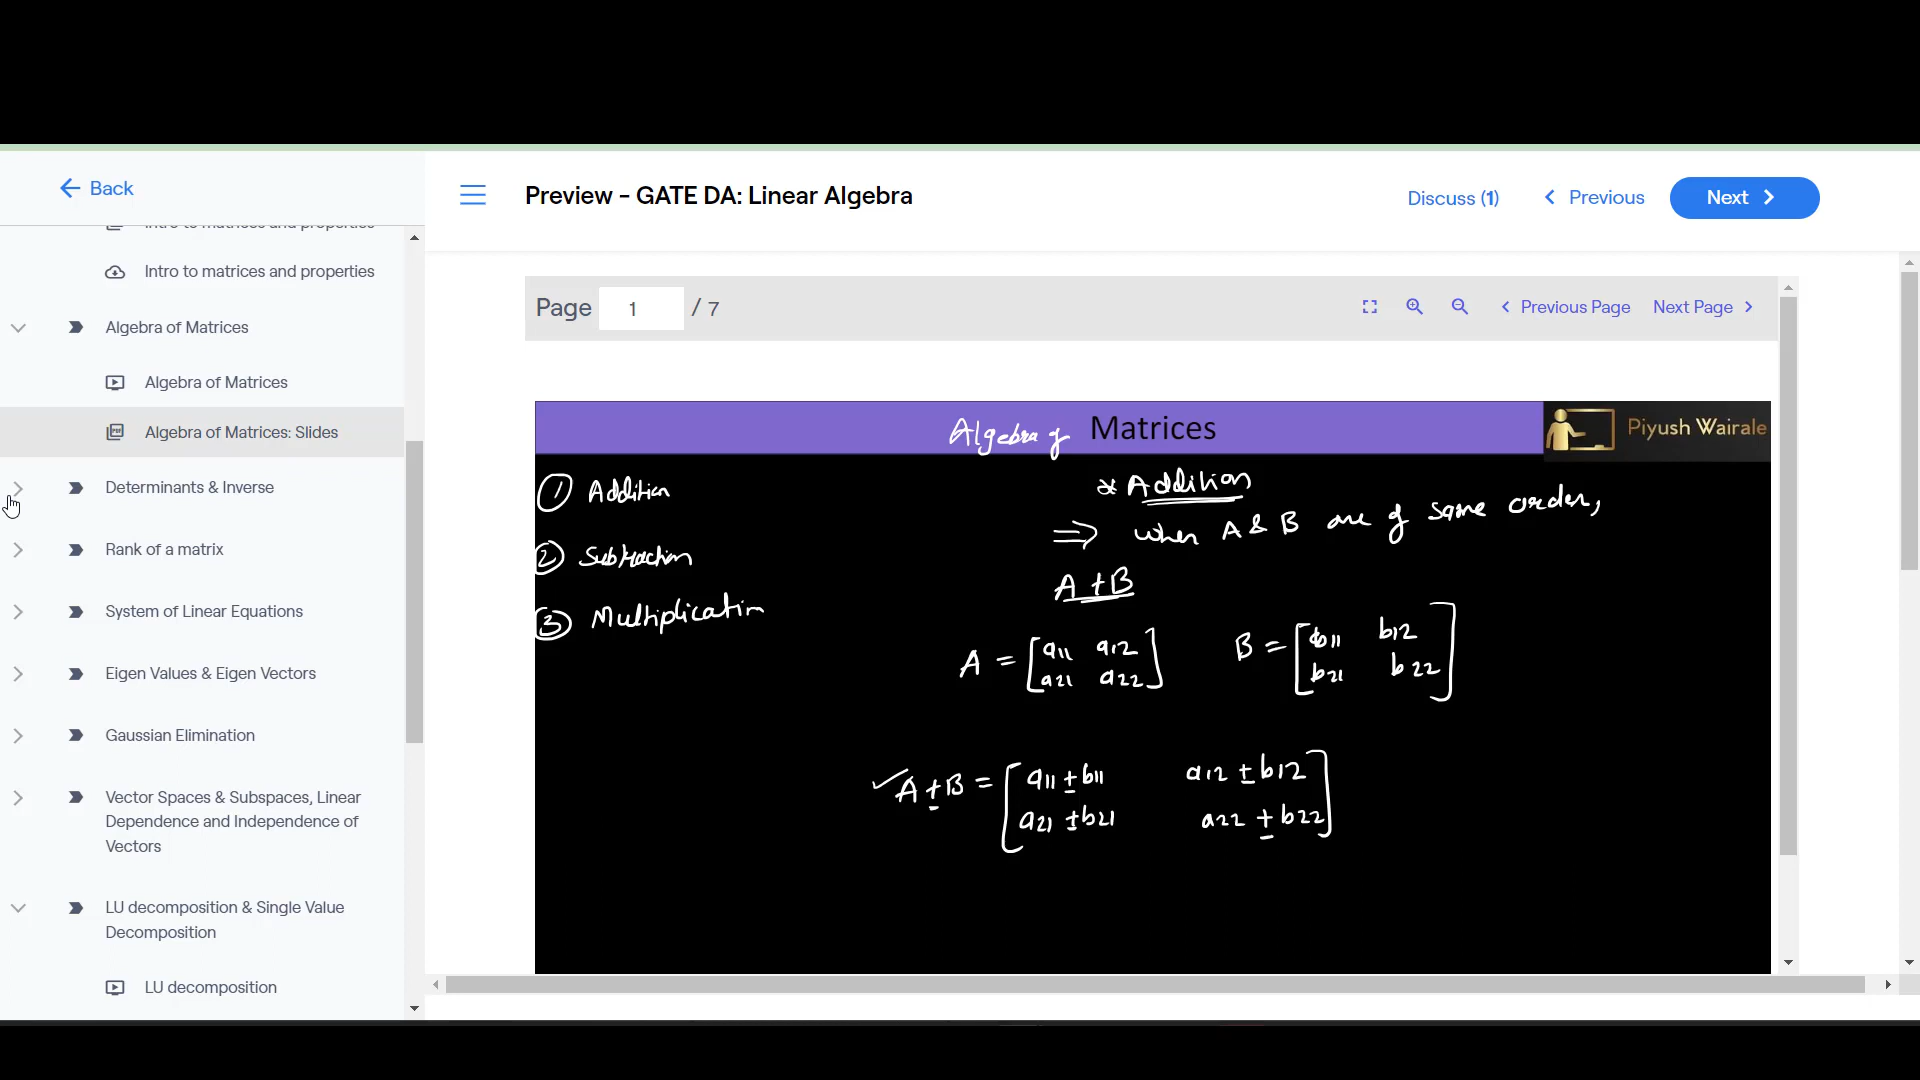 Back
Intro to matrices and properties
Intro to matrices and properties
Algebra of Matrices
Algebra of Matrices
Algebra of Matrices: Slides
Determinants & Inverse
Rank of a matrix
System of Linear Equations
Eigen Values & Eigen Vectors
Gaussian Elimination
Vector Spaces & Subspaces, Linear
Dependence and Independence of
Vectors
LU decomposition & Single Value
Decomposition
LU decomposition
Preview - GATE DA: Linear Algebra
Discuss (1)
Previous
Next
Page 1 / 7
Previous Page
Next Page
Algebra of Matrices
Piyush Wairale
① Addition
② Subtraction
③ Multiplication
* Addition
⇒ when A & B are of same order,
A + B
A = [a11 a12
a21 a22]
B = [b11 b12
b21 b22]
✓A ± B = [a11 ± b11 a12 ± b12
a21 ± b21 a22 ± b22]